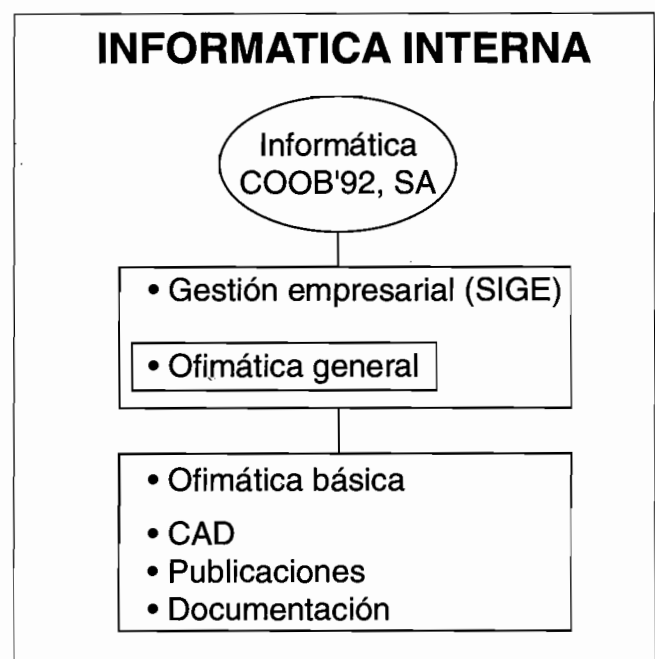 INFORMATICA INTERNA
Informática
COOB'92, SA
• Gestión empresarial (SIGE)
• Ofimática general
• Ofimática básica
• CAD
• Publicaciones
• Documentación